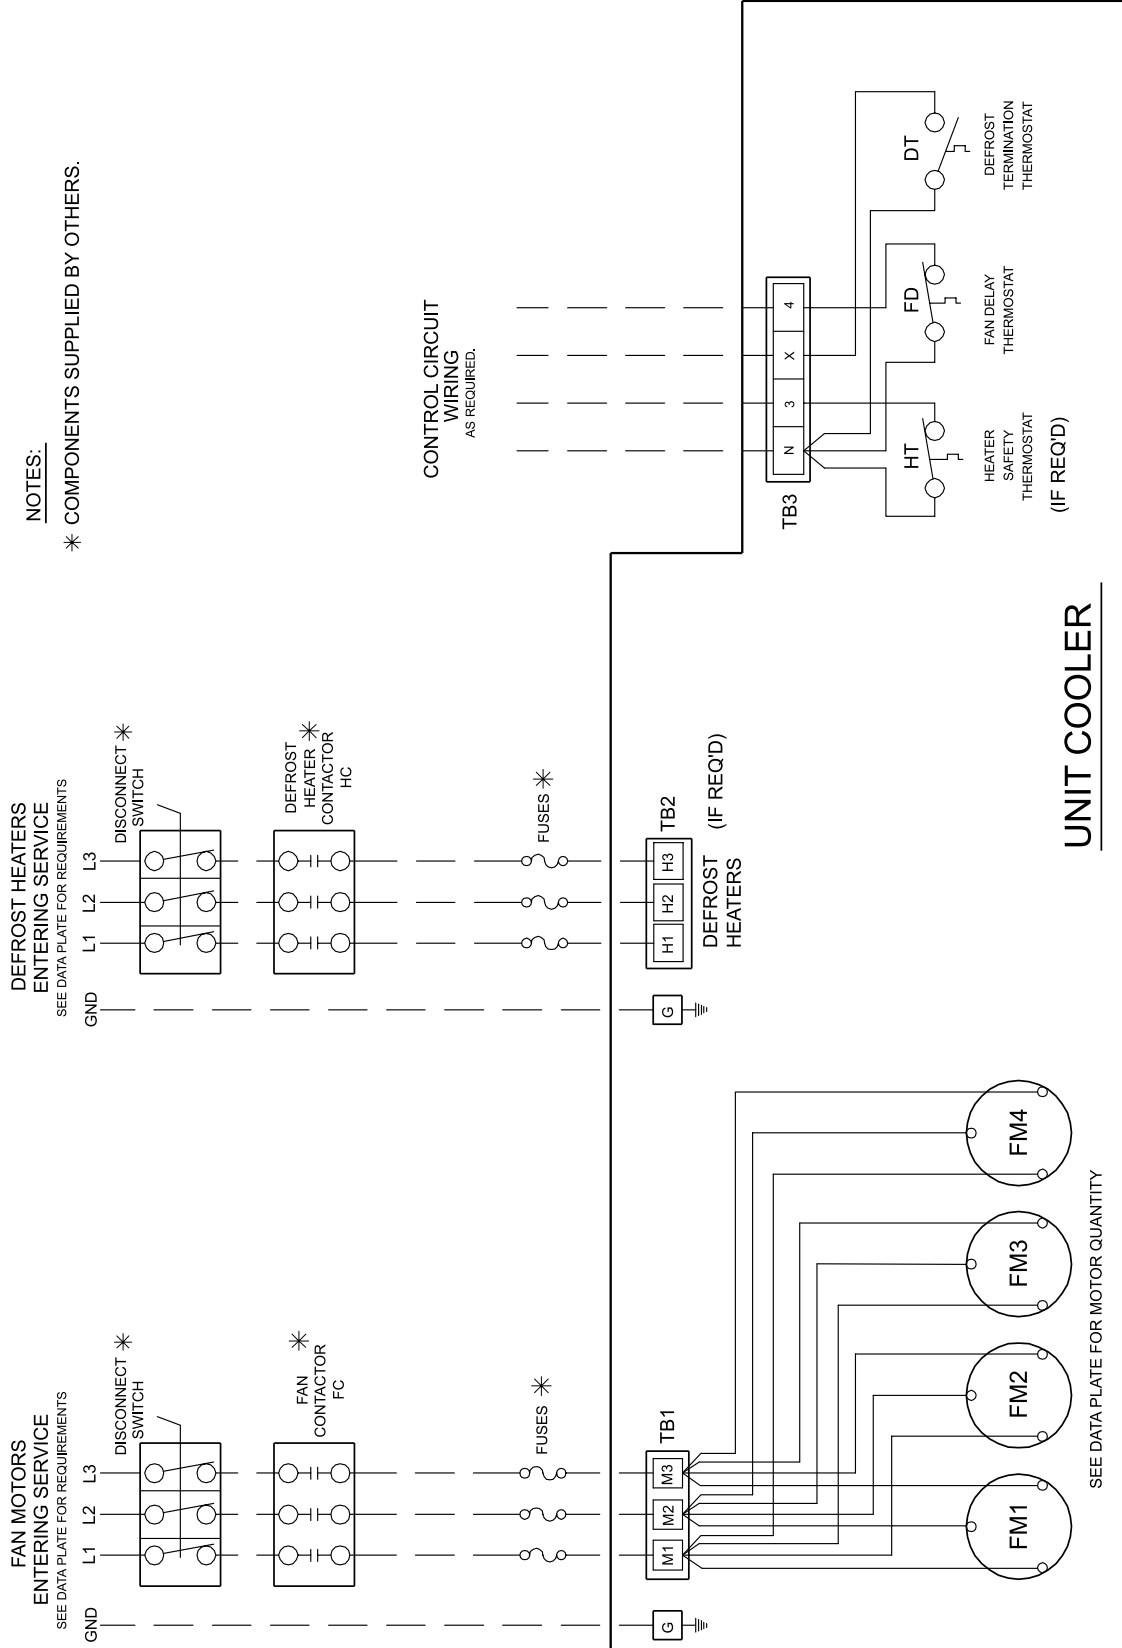 FAN MOTORS
ENTERING SERVICE
SEE DATA PLATE FOR REQUIREMENTS
GND
L1
L2
L3
DISCONNECT
SWITCH
FAN
CONTACTOR
FC
FUSES
G
M1
M2
M3
TB1
FM1
FM2
FM3
FM4
SEE DATA PLATE FOR MOTOR QUANTITY
DEFROST HEATERS
ENTERING SERVICE
SEE DATA PLATE FOR REQUIREMENTS
GND
L1
L2
L3
DISCONNECT
SWITCH
DEFROST
HEATER
CONTACTOR
HC
FUSES
G
H1
H2
H3
TB2
DEFROST
HEATERS
(IF REQ'D)
UNIT COOLER
NOTES:
COMPONENTS SUPPLIED BY OTHERS.
CONTROL CIRCUIT
WIRING
AS REQUIRED.
TB3
N
3
X
4
HT
HEATER
SAFETY
THERMOSTAT
(IF REQ'D)
FD
FAN DELAY
THERMOSTAT
DT
DEFROST
TERMINATION
THERMOSTAT